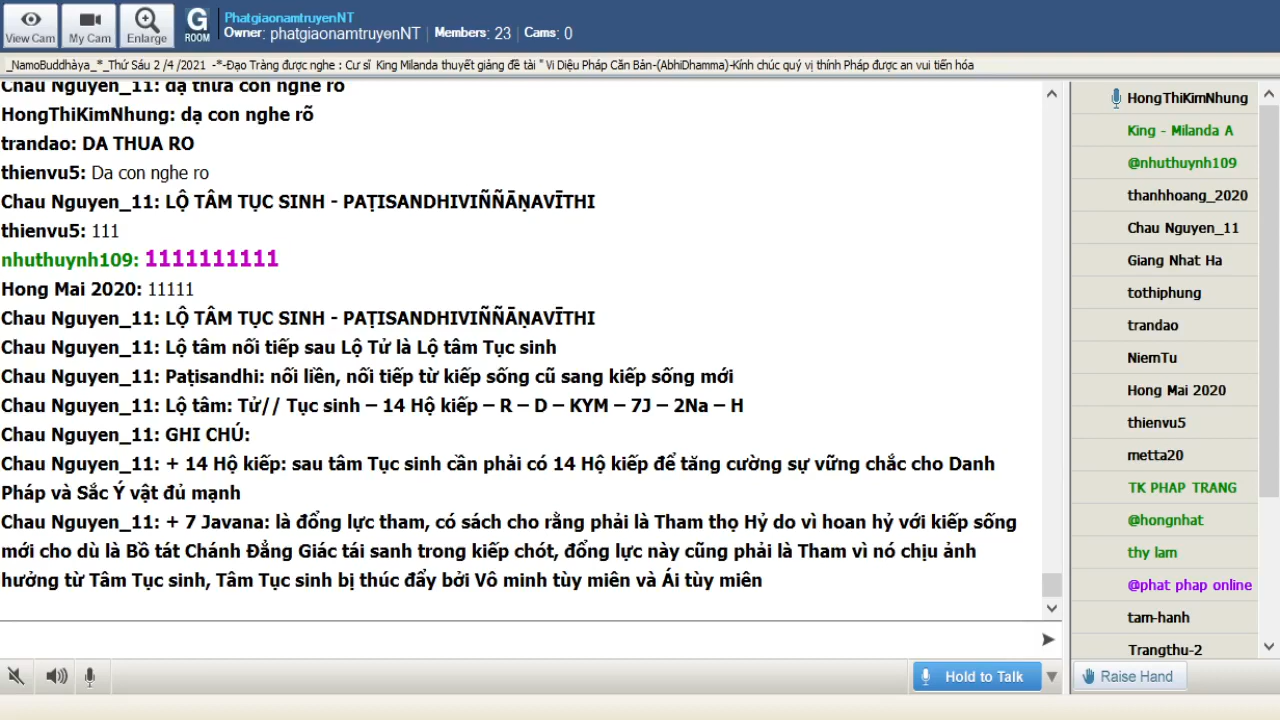 View Cam
My Cam
Enlarge
G
ROOM
PhatgiaonamtruyenNT
Owner: phatgiaonamtruyenNT | Members: 23 | Cams: 0
_NamoBuddhàya_*_Thứ Sáu 2 /4 /2021 -*-Đạo Tràng được nghe : Cư sĩ King Milanda thuyết giảng đề tài " Vi Diệu Pháp Căn Bản-(AbhiDhamma)-Kính chúc quý vị thính Pháp được an vui tiến hóa
Chau Nguyen_11: dạ thưa con nghe rõ
HongThiKimNhung: dạ con nghe rõ
trandao: DA THUA RO
thienvu5: Da con nghe ro
Chau Nguyen_11: LỘ TÂM TỤC SINH - PAṬISANDHIVIÑÑĀṆAVĪTHI
thienvu5: 111
nhuthuynh109: 1111111111
Hong Mai 2020: 11111
Chau Nguyen_11: LỘ TÂM TỤC SINH - PAṬISANDHIVIÑÑĀṆAVĪTHI
Chau Nguyen_11: Lộ tâm nối tiếp sau Lộ Tử là Lộ tâm Tục sinh
Chau Nguyen_11: Paṭisandhi: nối liền, nối tiếp từ kiếp sống cũ sang kiếp sống mới
Chau Nguyen_11: Lộ tâm: Tử// Tục sinh – 14 Hộ kiếp – R – D – KYM – 7J – 2Na – H
Chau Nguyen_11: GHI CHÚ:
Chau Nguyen_11: + 14 Hộ kiếp: sau tâm Tục sinh cần phải có 14 Hộ kiếp để tăng cường sự vững chắc cho Danh
Pháp và Sắc Ý vật đủ mạnh
Chau Nguyen_11: + 7 Javana: là đổng lực tham, có sách cho rằng phải là Tham thọ Hỷ do vì hoan hỷ với kiếp sống
mới cho dù là Bồ tát Chánh Đẳng Giác tái sanh trong kiếp chót, đổng lực này cũng phải là Tham vì nó chịu ảnh
hưởng từ Tâm Tục sinh, Tâm Tục sinh bị thúc đẩy bởi Vô minh tùy miên và Ái tùy miên
HongThiKimNhung
King - Milanda A
@nhuthuynh109
thanhhoang_2020
Chau Nguyen_11
Giang Nhat Ha
tothiphung
trandao
NiemTu
Hong Mai 2020
thienvu5
metta20
TK PHAP TRANG
@hongnhat
thy lam
@phat phap online
tam-hanh
Trangthu-2
Hold to Talk
Raise Hand